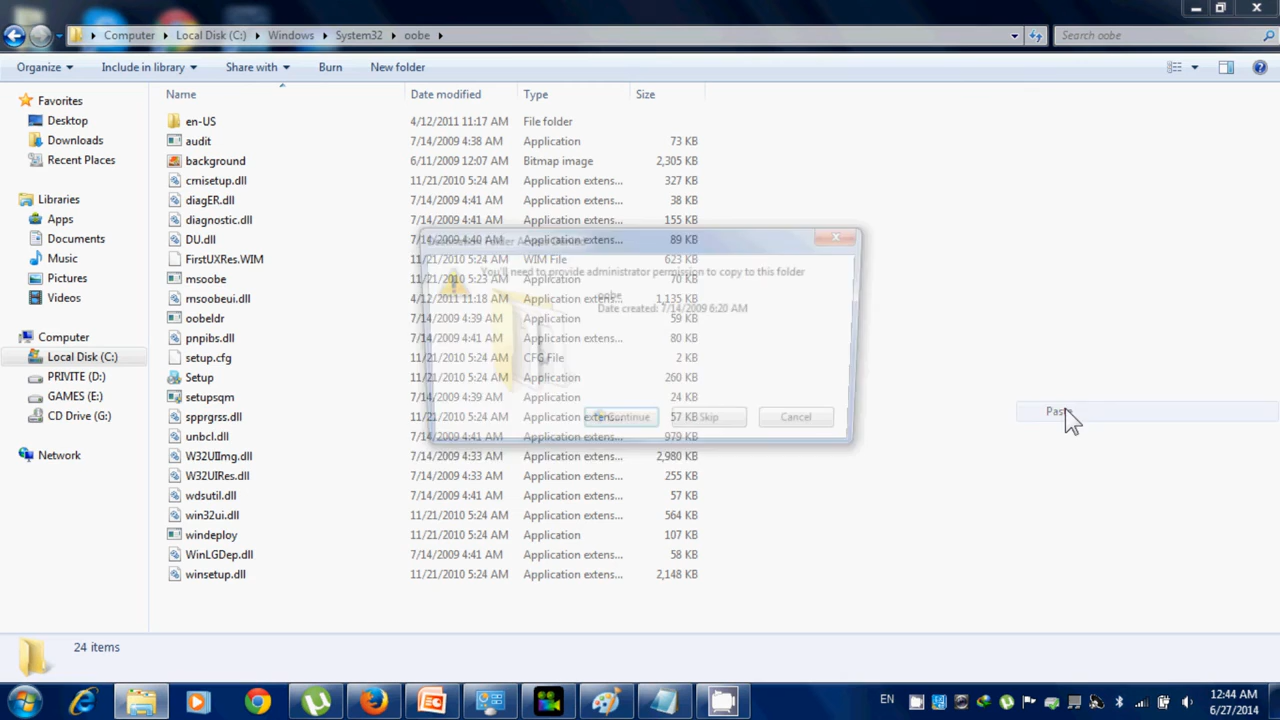 Computer Local Disk (C:) Windows System32 oobe Search oobe
Organize Include in library Share with Burn New folder
Name Date modified Type Size
Favorites
Desktop
Downloads
Recent Places
Libraries
Apps
Documents
Music
Pictures
Videos
Computer
Local Disk (C:)
PRIVITE (D:)
GAMES (E:)
CD Drive (G:)
Network
en-US 4/12/2011 11:17 AM File folder
audit 7/14/2009 4:38 AM Application 73 KB
background 6/11/2009 12:07 AM Bitmap image 2,305 KB
cmisetup.dll 11/21/2010 5:24 AM Application extens... 327 KB
diagER.dll 7/14/2009 4:41 AM Application extens... 38 KB
diagnostic.dll 7/14/2009 4:41 AM Application extens... 155 KB
DU.dll 7/14/2009 4:40 AM Application extens... 89 KB
FirstUXRes.WIM 11/21/2010 5:24 AM WIM File 623 KB
msoobe 11/21/2010 5:23 AM Application 70 KB
msoobeui.dll 4/12/2011 11:18 AM Application extens... 1,135 KB
oobeldr 7/14/2009 4:39 AM Application 59 KB
pnpibs.dll 7/14/2009 4:41 AM Application extens... 80 KB
setup.cfg 11/21/2010 5:24 AM CFG File 2 KB
Setup 11/21/2010 5:24 AM Application 260 KB
setupsqm 7/14/2009 4:39 AM Application 24 KB
spprgrss.dll 11/21/2010 5:24 AM Application extens... 57 KB
unbcl.dll 7/14/2009 4:41 AM Application extens... 979 KB
W32UIImg.dll 7/14/2009 4:33 AM Application extens... 2,980 KB
W32UIRes.dll 7/14/2009 4:33 AM Application extens... 255 KB
wdsutil.dll 7/14/2009 4:41 AM Application extens... 57 KB
win32ui.dll 11/21/2010 5:24 AM Application extens... 564 KB
windeploy 11/21/2010 5:24 AM Application 107 KB
WinLGDep.dll 7/14/2009 4:41 AM Application extens... 58 KB
winsetup.dll 11/21/2010 5:24 AM Application extens... 2,148 KB
Destination Folder Access Denied
You'll need to provide administrator permission to copy to this folder
oobe
Date created: 7/14/2009 6:20 AM
Continue Skip Cancel
Paste
24 items
EN 12:44 AM
6/27/2014